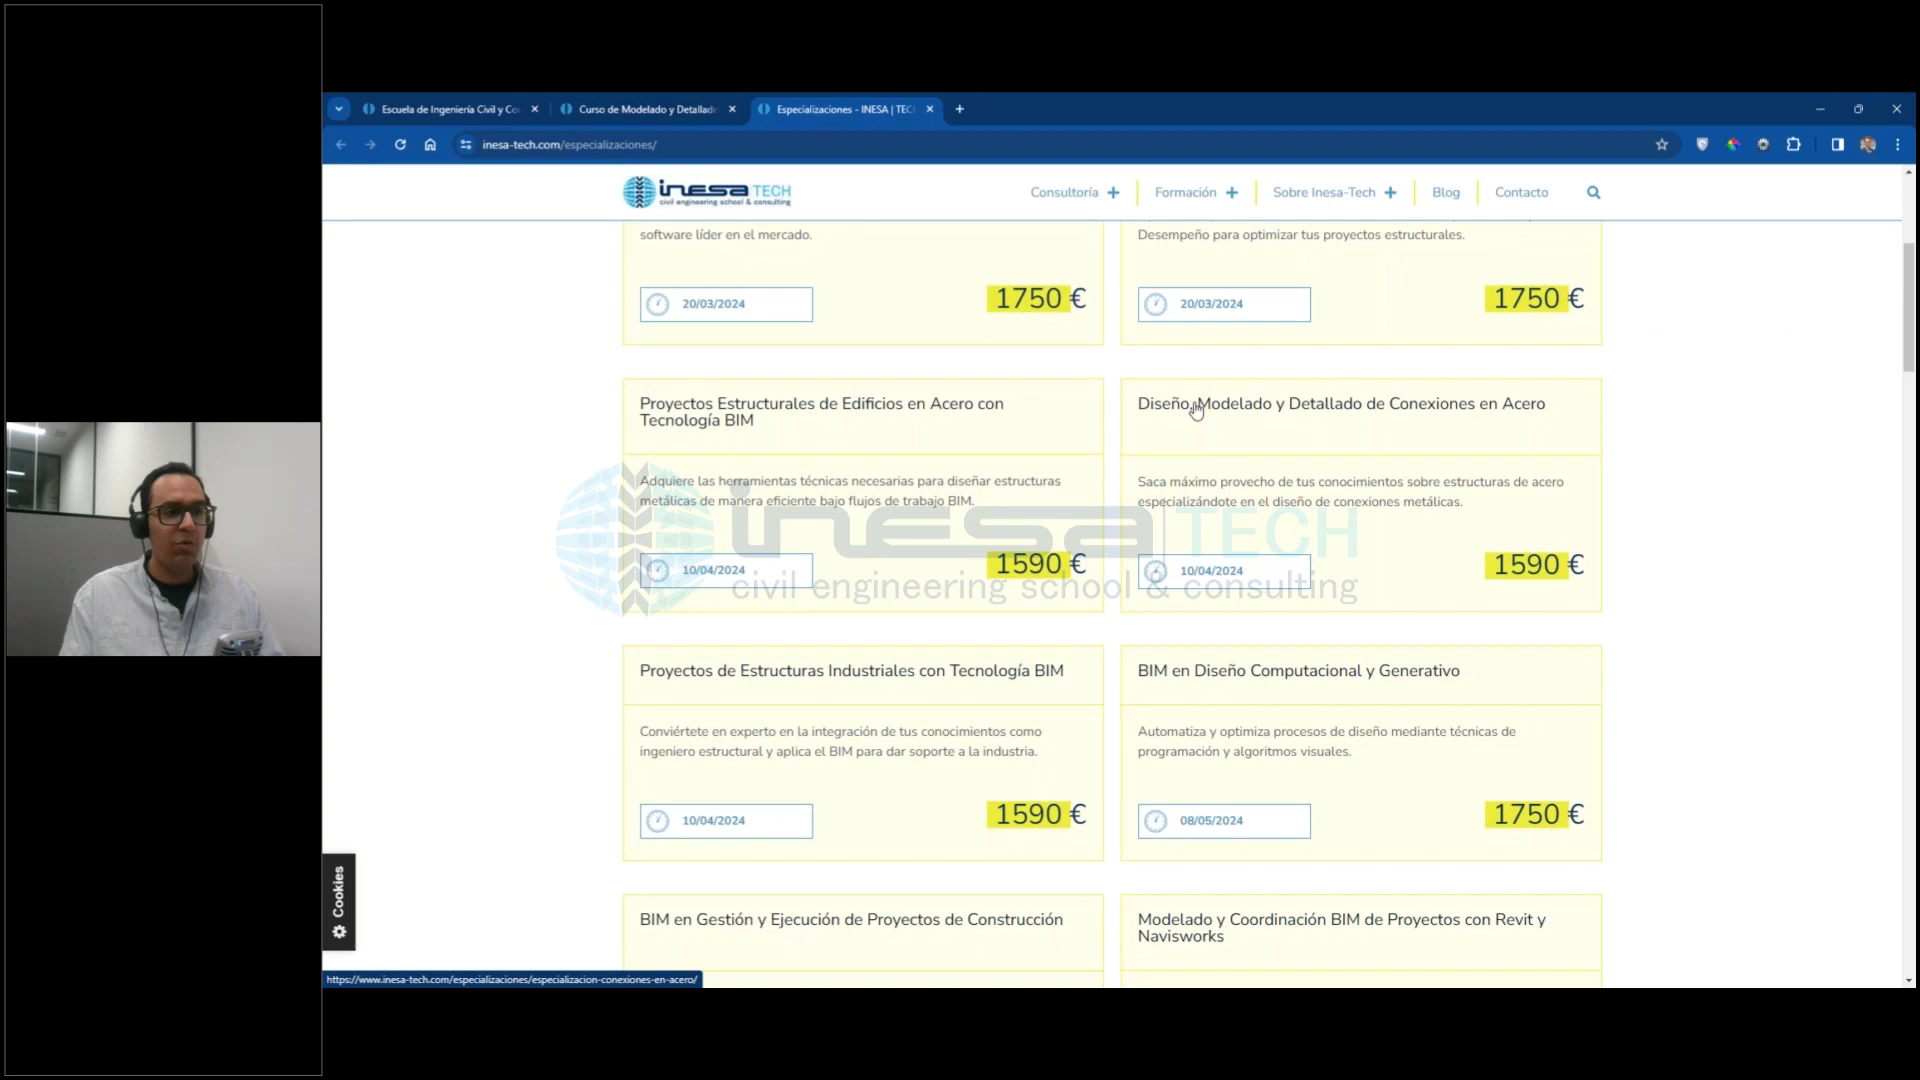 Escuela de Ingeniería Civil y Co
Curso de Modelado y Detallado
Especializaciones - INESA | TEC
inesa-tech.com/especializaciones/
inesa TECH
civil engineering school & consulting
Consultoría
Formación
Sobre Inesa-Tech
Blog
Contacto
software líder en el mercado.
Desempeño para optimizar tus proyectos estructurales.
20/03/2024
1750 €
20/03/2024
1750 €
Proyectos Estructurales de Edificios en Acero con
Tecnología BIM
Diseño, Modelado y Detallado de Conexiones en Acero
Adquiere las herramientas técnicas necesarias para diseñar estructuras
metálicas de manera eficiente bajo flujos de trabajo BIM.
Saca máximo provecho de tus conocimientos sobre estructuras de acero
especializándote en el diseño de conexiones metálicas.
inesa TECH
civil engineering school & consulting
10/04/2024
1590 €
10/04/2024
1590 €
Proyectos de Estructuras Industriales con Tecnología BIM
BIM en Diseño Computacional y Generativo
Conviértete en experto en la integración de tus conocimientos como
ingeniero estructural y aplica el BIM para dar soporte a la industria.
Automatiza y optimiza procesos de diseño mediante técnicas de
programación y algoritmos visuales.
10/04/2024
1590 €
08/05/2024
1750 €
Cookies
BIM en Gestión y Ejecución de Proyectos de Construcción
Modelado y Coordinación BIM de Proyectos con Revit y
Navisworks
https://www.inesa-tech.com/especializaciones/especializacion-conexiones-en-acero/